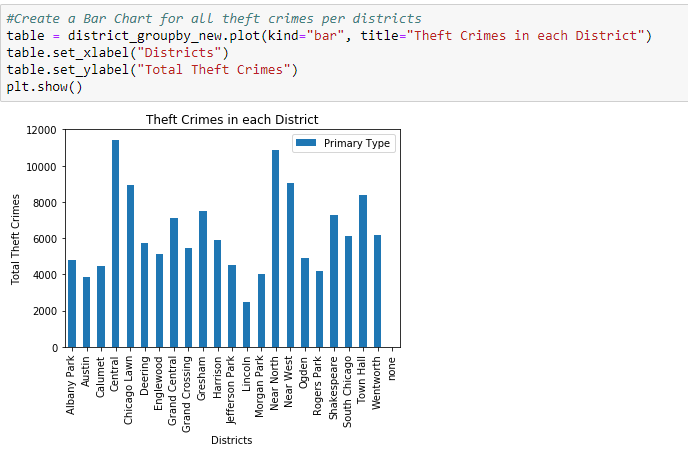 #Create a Bar Chart for all theft crimes per districts
table = district_groupby_new.plot(kind="bar", title="Theft Crimes in each District")
table.set_xlabel("Districts")
table.set_ylabel("Total Theft Crimes")
plt.show()
Theft Crimes in each District
Primary Type
12000
10000
8000
6000
4000
2000
0
Total Theft Crimes
Albany Park
Austin
Calumet
Central
Chicago Lawn
Deering
Englewood
Grand Central
Grand Crossing
Gresham
Harrison
Jefferson Park
Lincoln
Morgan Park
Near North
Near West
Ogden
Rogers Park
Shakespeare
South Chicago
Town Hall
Wentworth
none
Districts